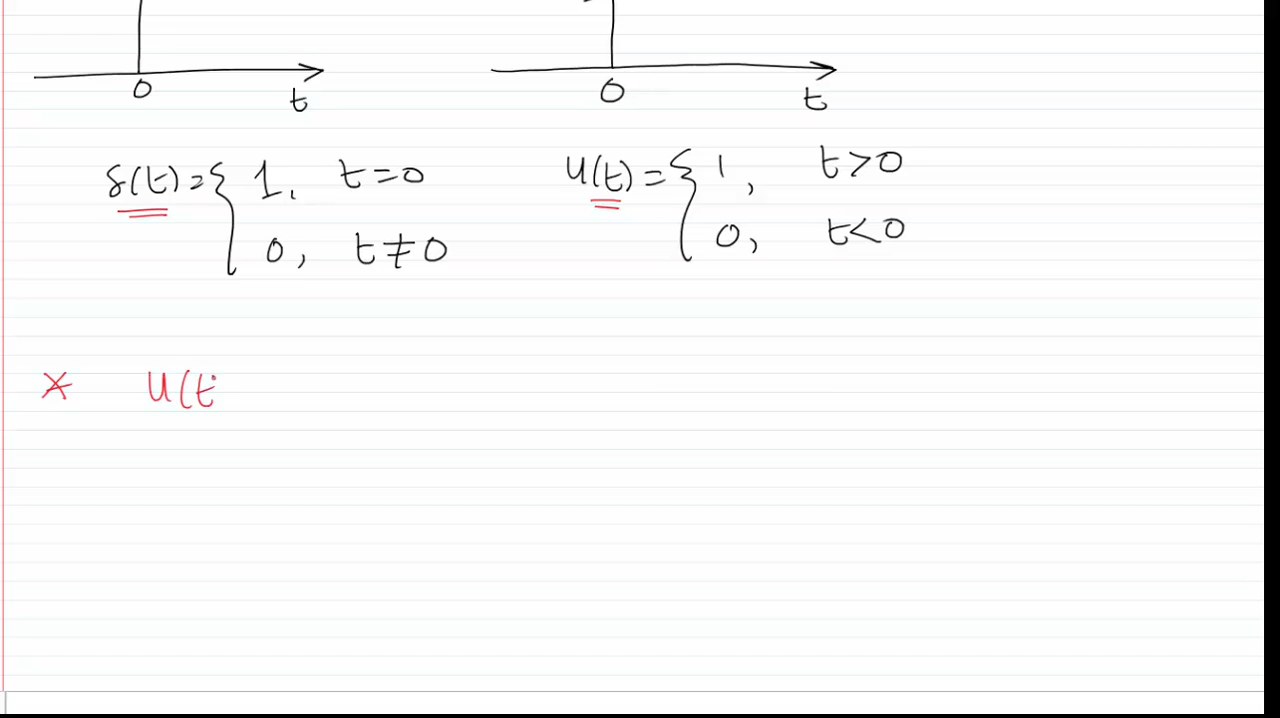 0 t 0 t
δ(t) = { 1, t = 0 u(t) = { 1, t > 0
0, t ≠ 0 0, t < 0
* u(t